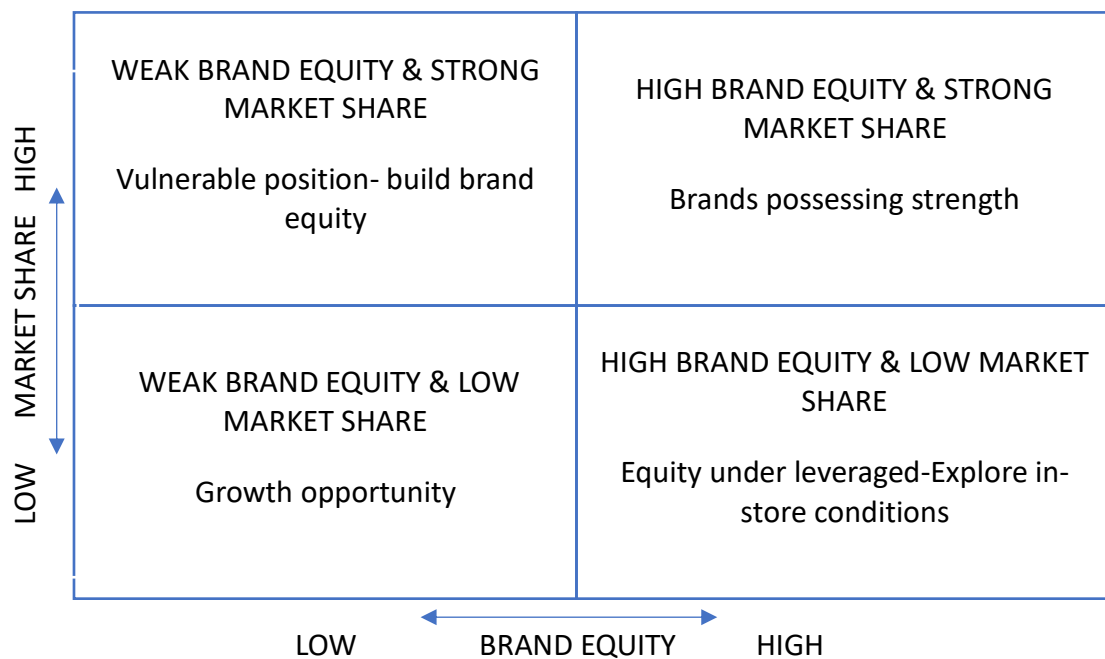 WEAK BRAND EQUITY & STRONG
MARKET SHARE
Vulnerable position- build brand
equity
HIGH BRAND EQUITY & STRONG
MARKET SHARE
Brands possessing strength
WEAK BRAND EQUITY & LOW
MARKET SHARE
Growth opportunity
HIGH BRAND EQUITY & LOW MARKET
SHARE
Equity under leveraged-Explore in-
store conditions
LOW MARKET SHARE HIGH
LOW BRAND EQUITY HIGH